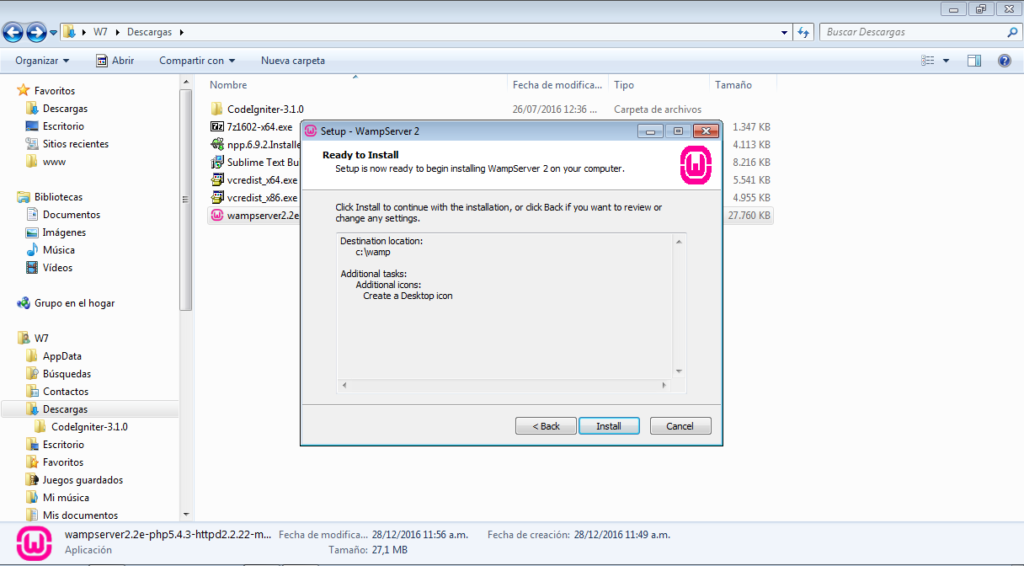 W7 Descargas
Buscar Descargas
Organizar Abrir Compartir con Nueva carpeta
Favoritos
Descargas
Escritorio
Sitios recientes
www
Bibliotecas
Documentos
Imágenes
Música
Vídeos
Grupo en el hogar
W7
AppData
Búsquedas
Contactos
Descargas
CodeIgniter-3.1.0
Escritorio
Favoritos
Juegos guardados
Mi música
Mis documentos
Nombre Fecha de modifica... Tipo Tamaño
CodeIgniter-3.1.0 26/07/2016 12:36 ... Carpeta de archivos
7z1602-x64.exe 1.347 KB
npp.6.9.2.Installe 4.113 KB
Sublime Text Bu 8.216 KB
vcredist_x64.exe 5.541 KB
vcredist_x86.exe 4.955 KB
wampserver2.2e 27.760 KB
Setup - WampServer 2
Ready to Install
Setup is now ready to begin installing WampServer 2 on your computer.
Click Install to continue with the installation, or click Back if you want to review or
change any settings.
Destination location:
c:\wamp
Additional tasks:
Additional icons:
Create a Desktop icon
< Back Install Cancel
wampserver2.2e-php5.4.3-httpd2.2.22-m... Fecha de modifica... 28/12/2016 11:56 a.m. Fecha de creación: 28/12/2016 11:49 a.m.
Aplicación Tamaño: 27,1 MB